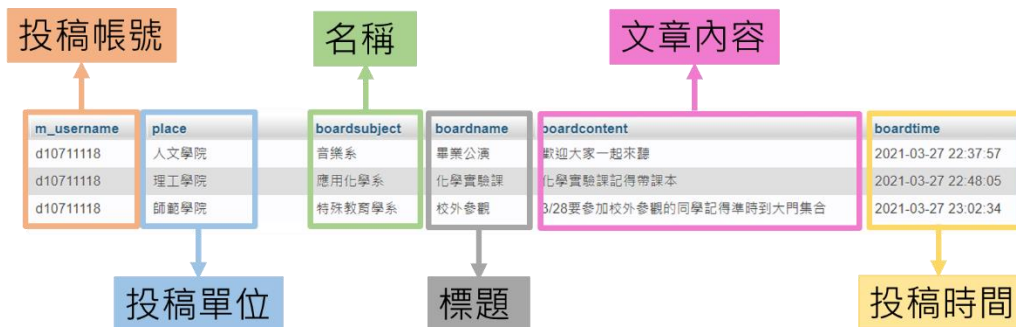 投稿帳號 名稱 文章內容
m_username place boardsubject boardname boardcontent boardtime
d10711118 人文學院 音樂系 畢業公演 歡迎大家一起來聽 2021-03-27 22:37:57
d10711118 理工學院 應用化學系 化學實驗課 化學實驗課記得帶課本 2021-03-27 22:48:05
d10711118 師範學院 特殊教育學系 校外參觀 3/28要參加校外參觀的同學記得準時到大門集合 2021-03-27 23:02:34
投稿單位 標題 投稿時間